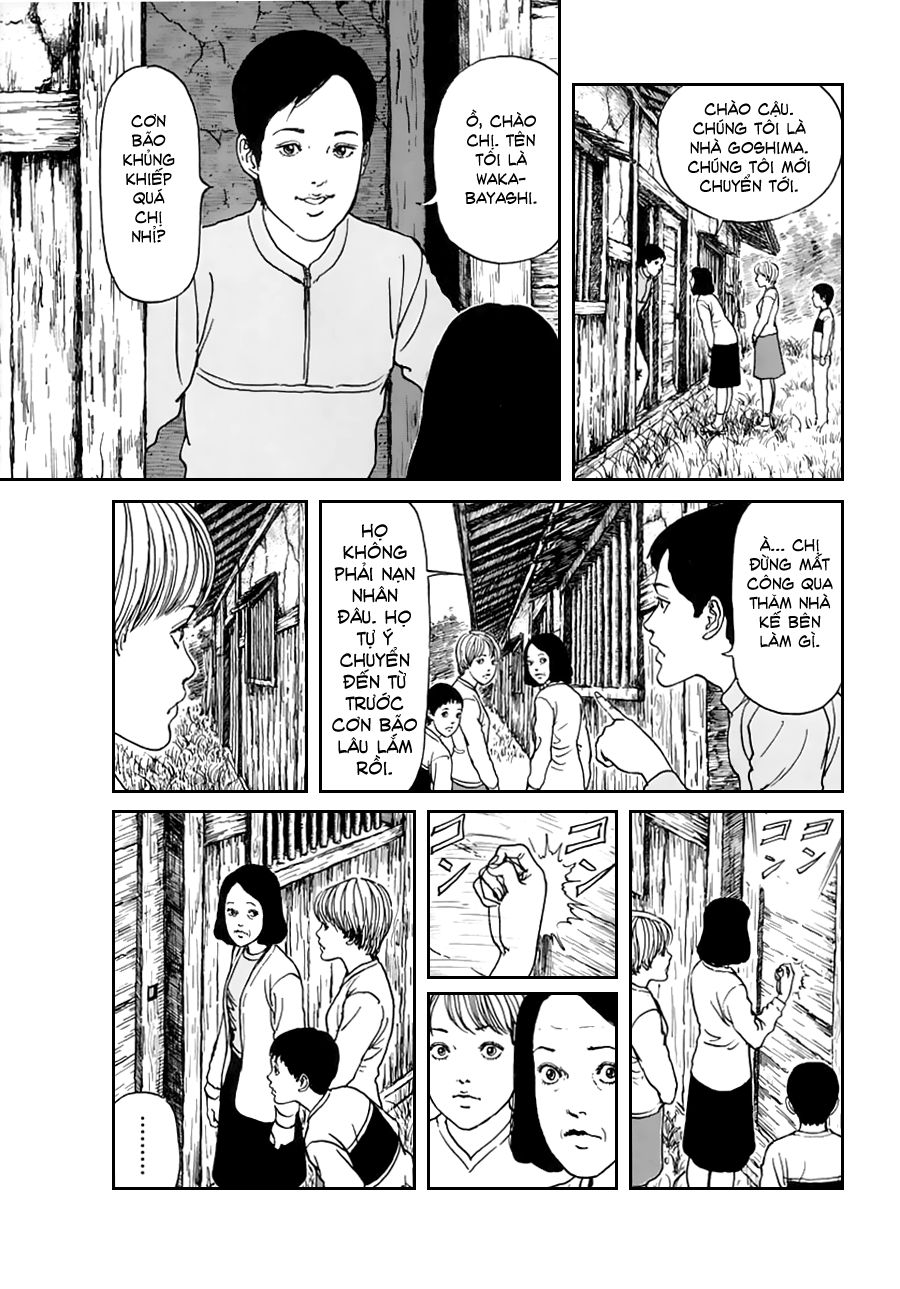 CHÀO CẬU.
CHÚNG TÔI LÀ
NHÀ GOSHIMA.
CHÚNG TÔI MỚI
CHUYỂN TỚI.
Ồ, CHÀO
CHỊ. TÊN
TỐI LÀ
WAKA-
BAYASHI.
CƠN
BÃO
KHỦNG
KHIẾP
QUÁ
CHỊ
NHỈ?
À... CHỊ
ĐỪNG MẤT
CÔNG QUA
THĂM NHÀ
KẾ BÊN
LÀM GÌ.
HỌ
KHÔNG
PHẢI NẠN
NHÂN
ĐÂU. HỌ
TỰ Ý
CHUYỂN
ĐẾN TỪ
TRƯỚC
CƠN BÃO
LÂU LẮM
RỒI.
コン
コン
コン
コン
........